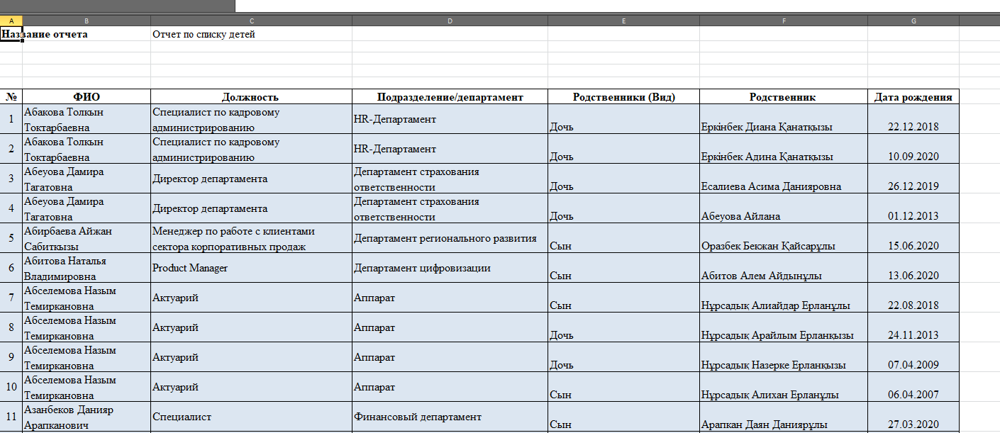 A B C D E F G
Название отчета Отчет по списку детей
№ ФИО Должность Подразделение/департамент Родственники (Вид) Родственник Дата рождения
1 Абакова Толкын Токтарбаевна Специалист по кадровому администрированию HR-Департамент Дочь Еркінбек Диана Қанатқызы 22.12.2018
2 Абакова Толкын Токтарбаевна Специалист по кадровому администрированию HR-Департамент Дочь Еркінбек Адина Қанатқызы 10.09.2020
3 Абеуова Дамира Тагатовна Директор департамента Департамент страхования ответственности Дочь Есалиева Асима Данияровна 26.12.2019
4 Абеуова Дамира Тагатовна Директор департамента Департамент страхования ответственности Дочь Абеуова Айлана 01.12.2013
5 Абирбаева Айжан Сабиткызы Менеджер по работе с клиентами сектора корпоративных продаж Департамент регионального развития Сын Оразбек Бекжан Қайсарұлы 15.06.2020
6 Абитова Наталья Владимировна Product Manager Департамент цифровизации Сын Абитов Алем Айдынұлы 13.06.2020
7 Абселемова Назым Темиркановна Актуарий Аппарат Сын Нұрсадық Алиайдар Ерланұлы 22.08.2018
8 Абселемова Назым Темиркановна Актуарий Аппарат Дочь Нұрсадық Арайлым Ерланқызы 24.11.2013
9 Абселемова Назым Темиркановна Актуарий Аппарат Дочь Нұрсадық Назерке Ерланқызы 07.04.2009
10 Абселемова Назым Темиркановна Актуарий Аппарат Сын Нұрсадық Алихан Ерланұлы 06.04.2007
11 Азанбеков Данияр Арапканович Специалист Финансовый департамент Сын Арапкан Даян Даниярұлы 27.03.2020